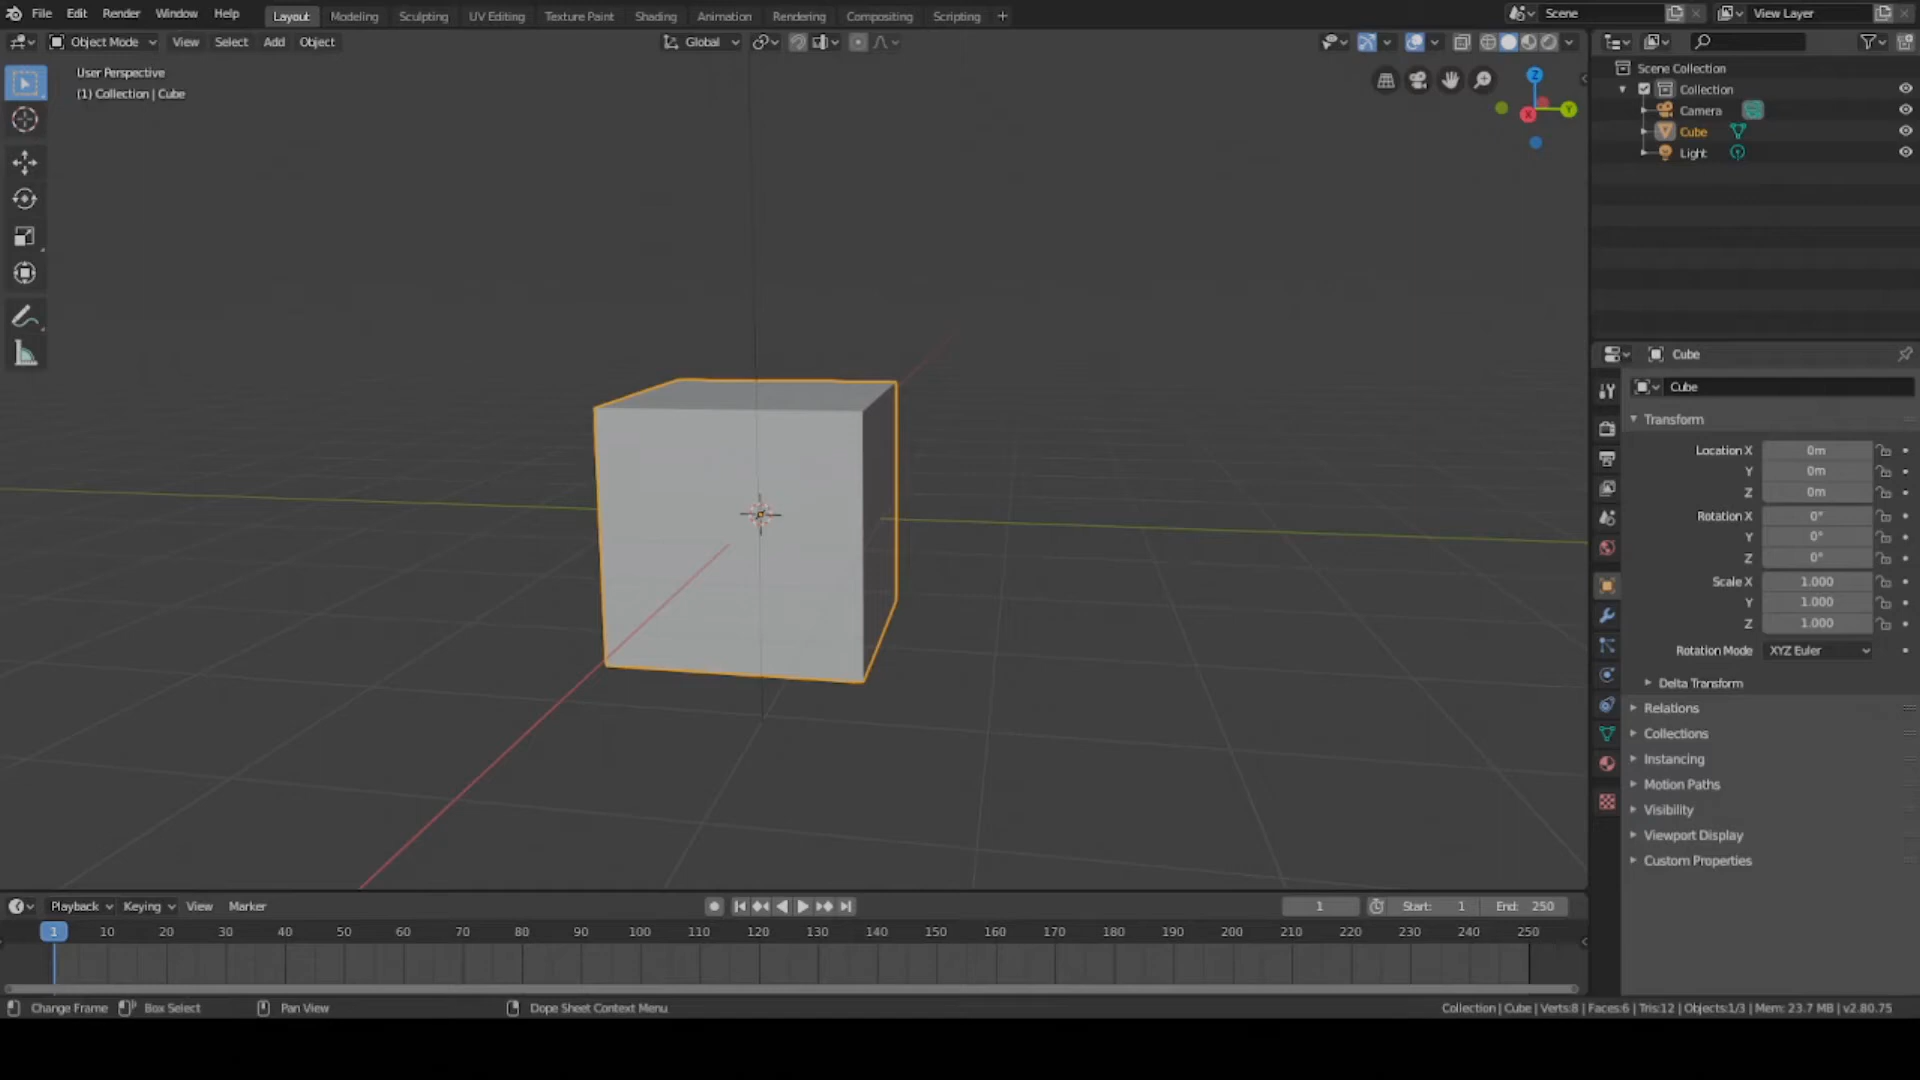 File Edit Render Window Help Layout Modeling Sculpting UV Editing Texture Paint Shading Animation Rendering Compositing Scripting + Scene View Layer
Object Mode View Select Add Object Global
User Perspective
(1) Collection | Cube
Z
Y
X
Scene Collection
Collection
Camera
Cube
Light
Cube
Cube
Transform
Location X 0m
Y 0m
Z 0m
Rotation X 0°
Y 0°
Z 0°
Scale X 1.000
Y 1.000
Z 1.000
Rotation Mode XYZ Euler
Delta Transform
Relations
Collections
Instancing
Motion Paths
Visibility
Viewport Display
Custom Properties
Playback Keying View Marker 1 Start: 1 End: 250
1 10 20 30 40 50 60 70 80 90 100 110 120 130 140 150 160 170 180 190 200 210 220 230 240 250
Change Frame Box Select Pan View Dope Sheet Context Menu Collection | Cube | Verts:8 | Faces:6 | Tris:12 | Objects:1/3 | Mem: 23.7 MB | v2.80.75